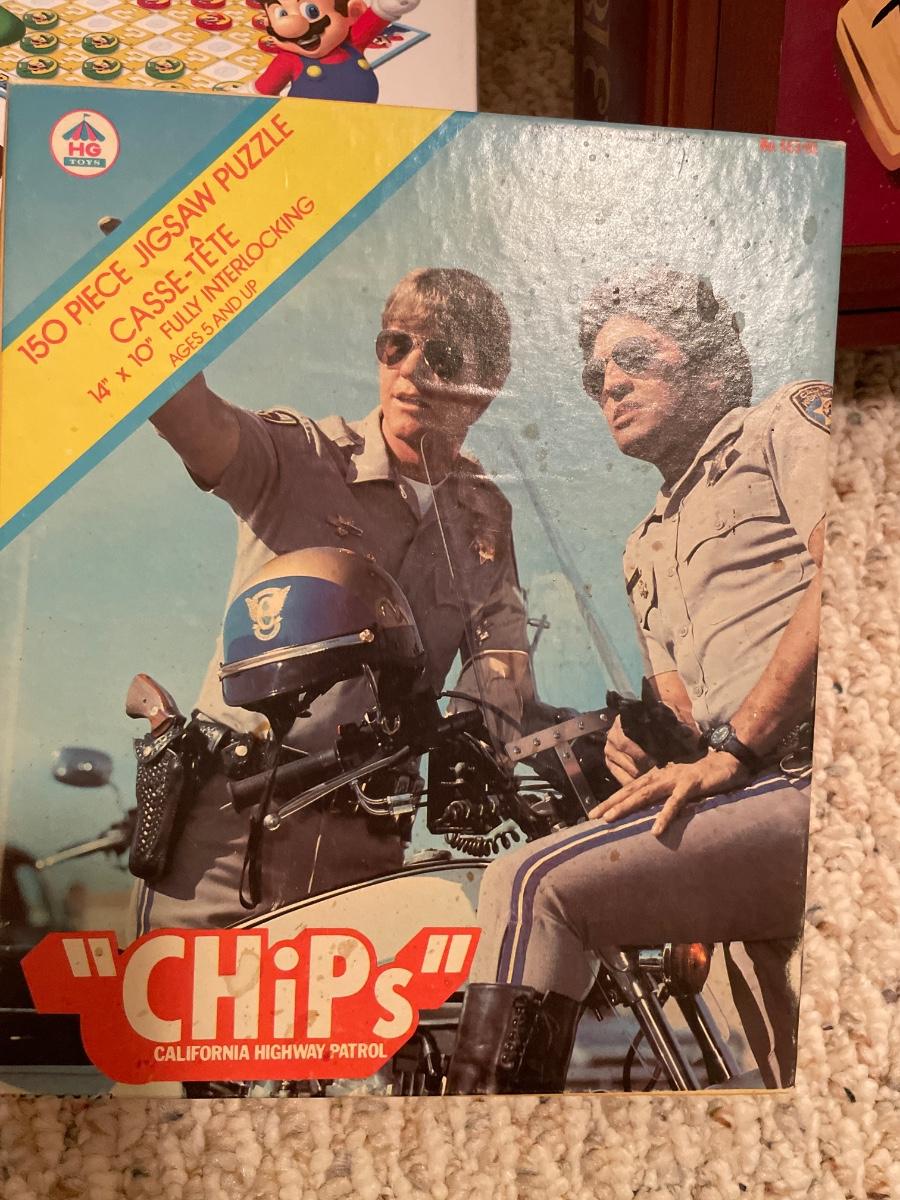 HG
TOYS
150 PIECE JIGSAW PUZZLE
CASSE-TÊTE
14" X 10" FULLY INTERLOCKING
AGES 5 AND UP
"CHiPs"
CALIFORNIA HIGHWAY PATROL